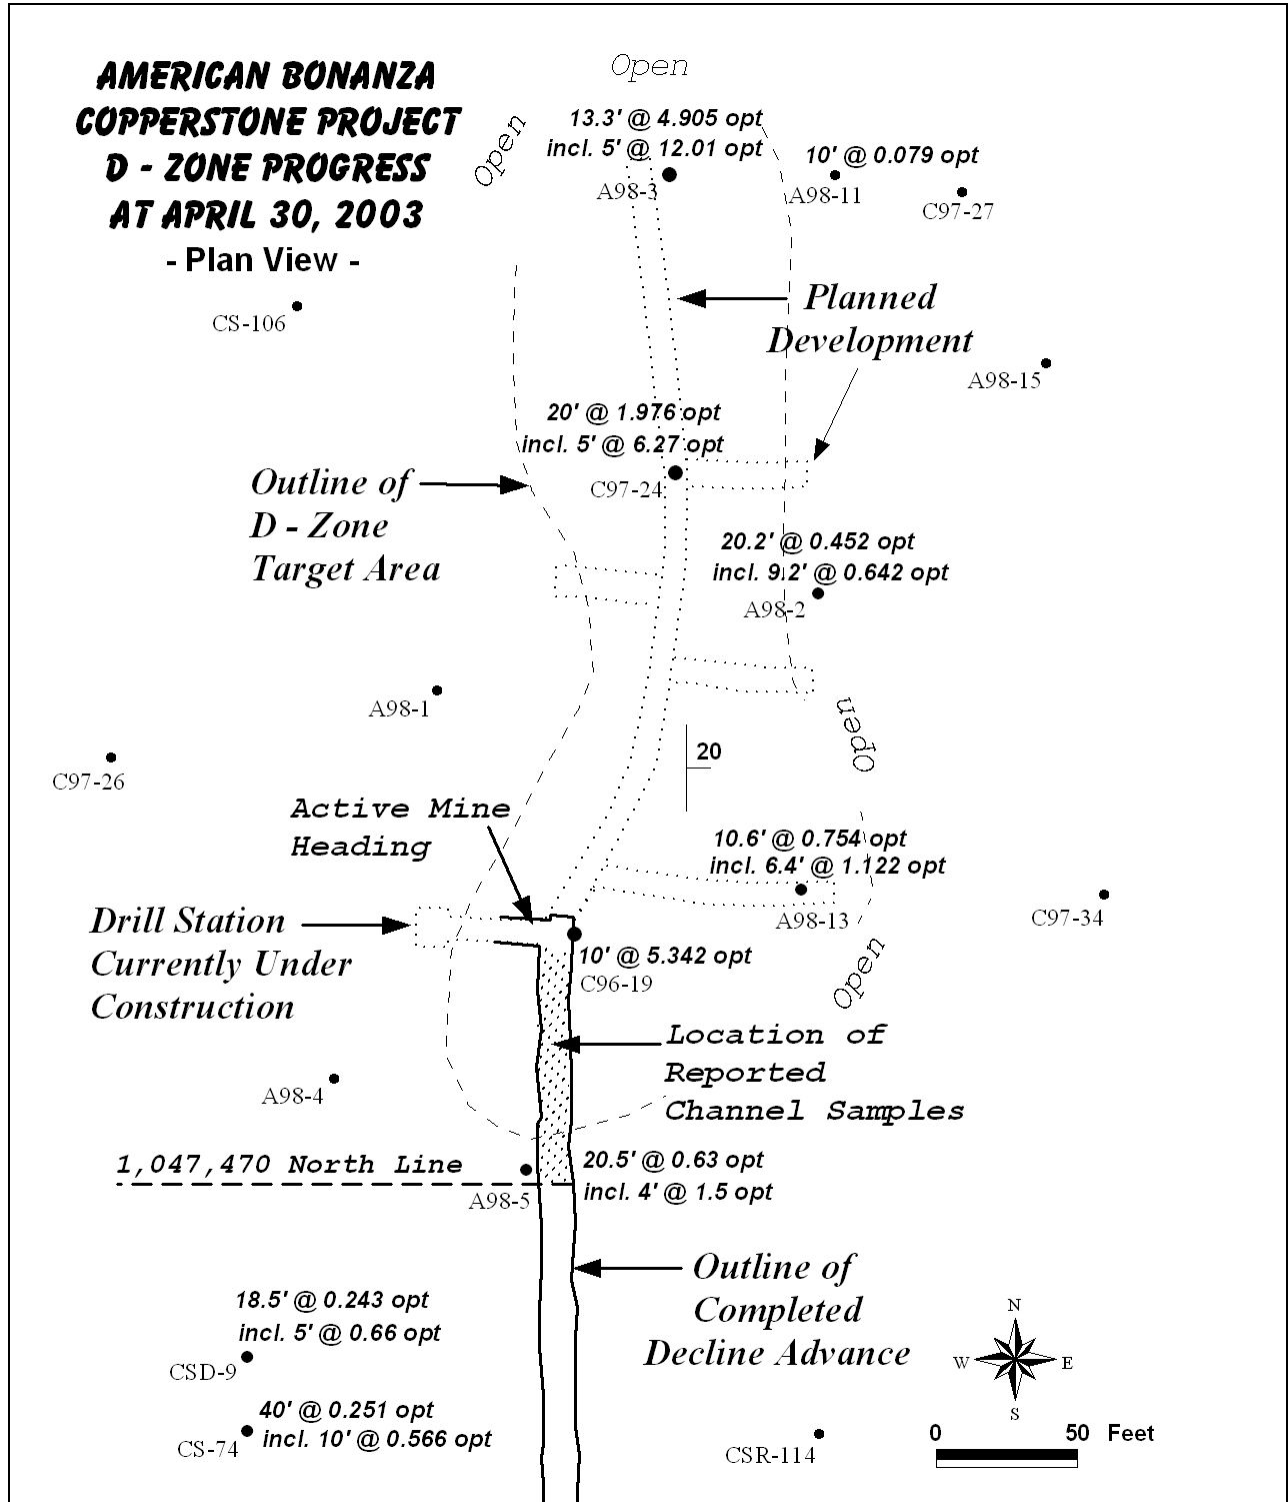 AMERICAN BONANZA
COPPERSTONE PROJECT
D - ZONE PROGRESS
AT APRIL 30, 2003
- Plan View -
Open
Open
13.3' @ 4.905 opt
incl. 5' @ 12.01 opt
A98-3
10' @ 0.079 opt
A98-11
C97-27
CS-106
Planned
Development
A98-15
20' @ 1.976 opt
incl. 5' @ 6.27 opt
C97-24
Outline of
D - Zone
Target Area
20.2' @ 0.452 opt
incl. 9.2' @ 0.642 opt
A98-2
A98-1
Open
20
C97-26
Active Mine
Heading
10.6' @ 0.754 opt
incl. 6.4' @ 1.122 opt
A98-13
C97-34
Drill Station
Currently Under
Construction
10' @ 5.342 opt
C96-19
Open
Location of
Reported
Channel Samples
A98-4
1,047,470 North Line
A98-5
20.5' @ 0.63 opt
incl. 4' @ 1.5 opt
Outline of
Completed
Decline Advance
18.5' @ 0.243 opt
incl. 5' @ 0.66 opt
CSD-9
40' @ 0.251 opt
incl. 10' @ 0.566 opt
CS-74
CSR-114
N
W E
S
0 50 Feet